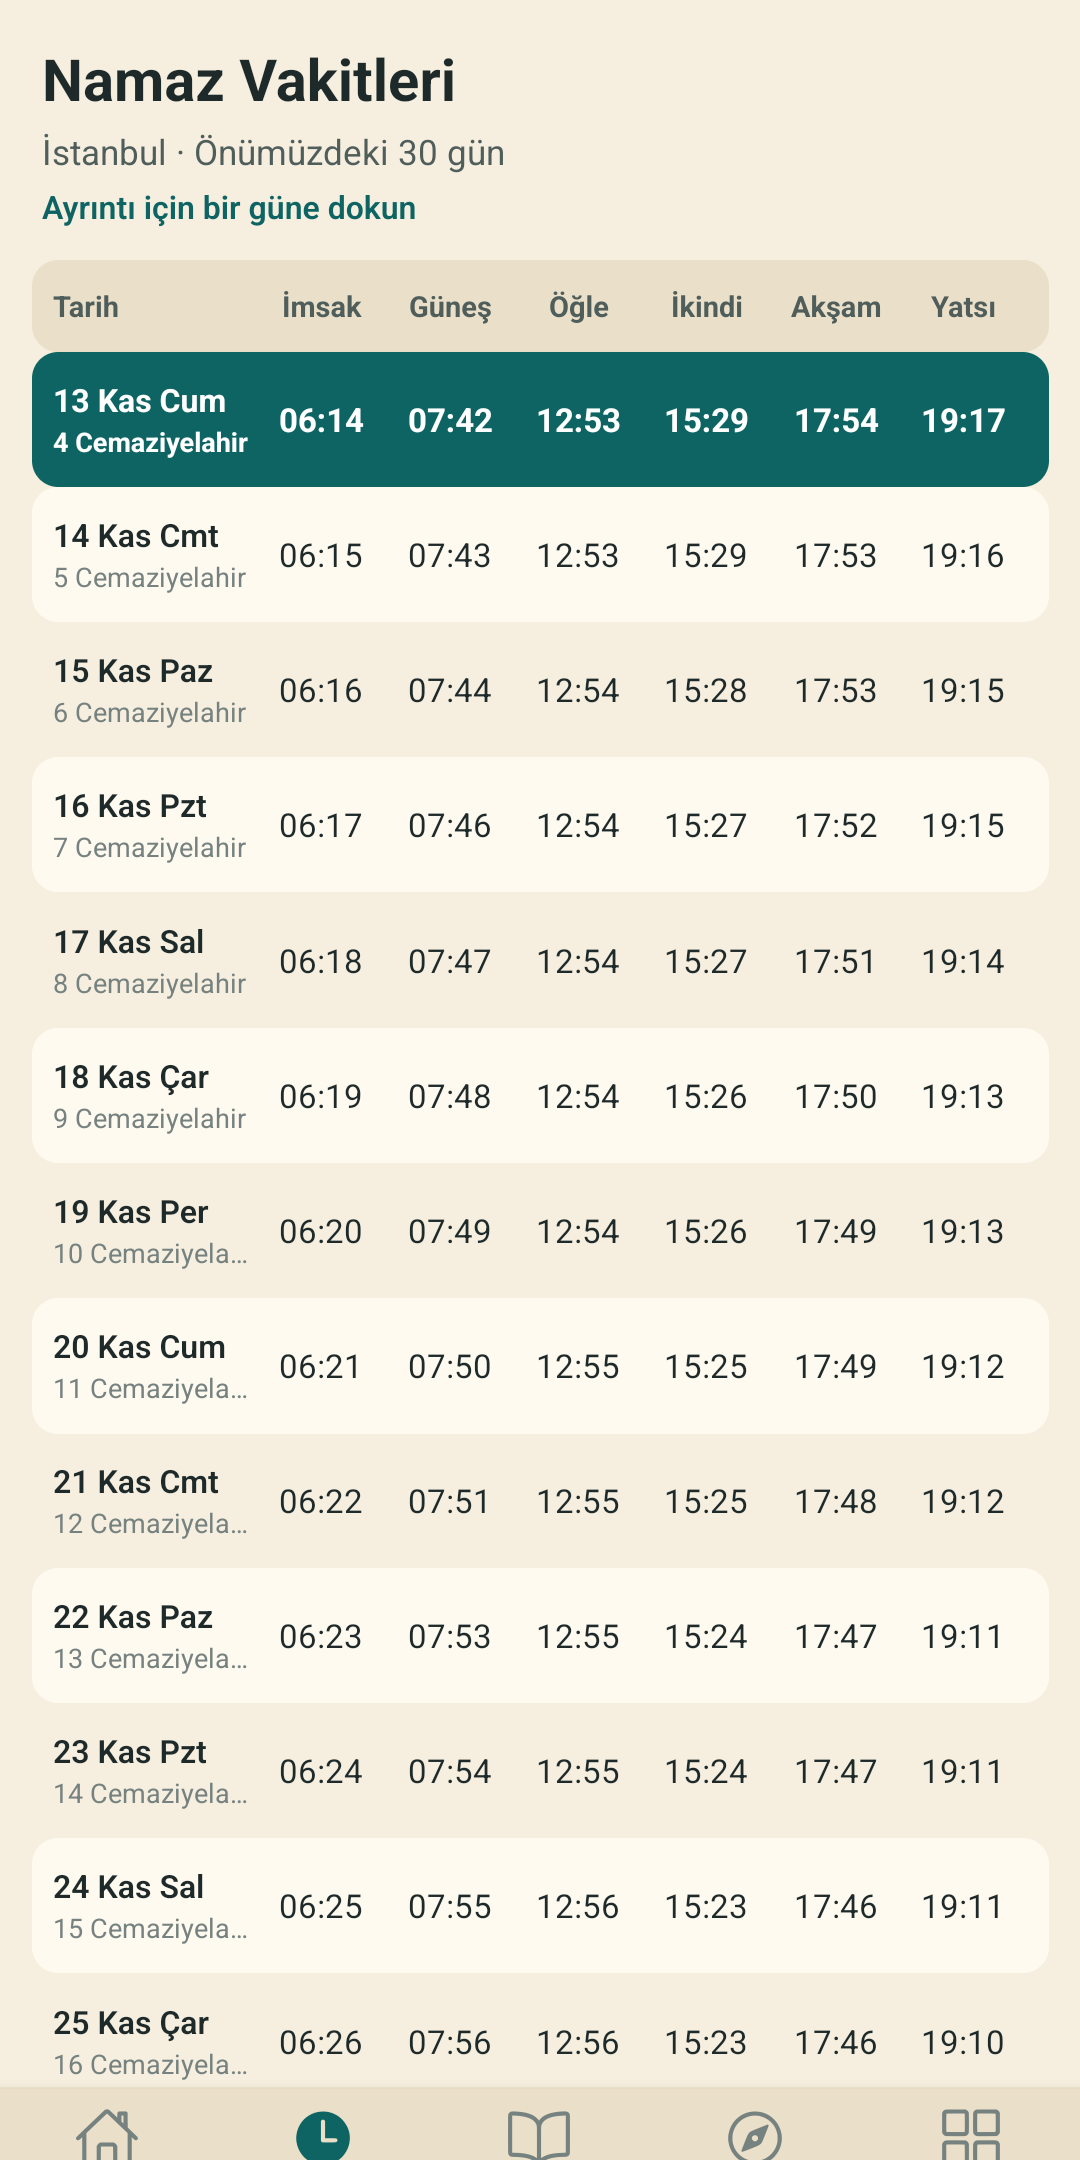 Namaz Vakitleri
İstanbul · Önümüzdeki 30 gün
Ayrıntı için bir güne dokun
Tarih İmsak Güneş Öğle İkindi Akşam Yatsı
13 Kas Cum
4 Cemaziyelahir 06:14 07:42 12:53 15:29 17:54 19:17
14 Kas Cmt
5 Cemaziyelahir 06:15 07:43 12:53 15:29 17:53 19:16
15 Kas Paz
6 Cemaziyelahir 06:16 07:44 12:54 15:28 17:53 19:15
16 Kas Pzt
7 Cemaziyelahir 06:17 07:46 12:54 15:27 17:52 19:15
17 Kas Sal
8 Cemaziyelahir 06:18 07:47 12:54 15:27 17:51 19:14
18 Kas Çar
9 Cemaziyelahir 06:19 07:48 12:54 15:26 17:50 19:13
19 Kas Per
10 Cemaziyela... 06:20 07:49 12:54 15:26 17:49 19:13
20 Kas Cum
11 Cemaziyela... 06:21 07:50 12:55 15:25 17:49 19:12
21 Kas Cmt
12 Cemaziyela... 06:22 07:51 12:55 15:25 17:48 19:12
22 Kas Paz
13 Cemaziyela... 06:23 07:53 12:55 15:24 17:47 19:11
23 Kas Pzt
14 Cemaziyela... 06:24 07:54 12:55 15:24 17:47 19:11
24 Kas Sal
15 Cemaziyela... 06:25 07:55 12:56 15:23 17:46 19:11
25 Kas Çar
16 Cemaziyela... 06:26 07:56 12:56 15:23 17:46 19:10